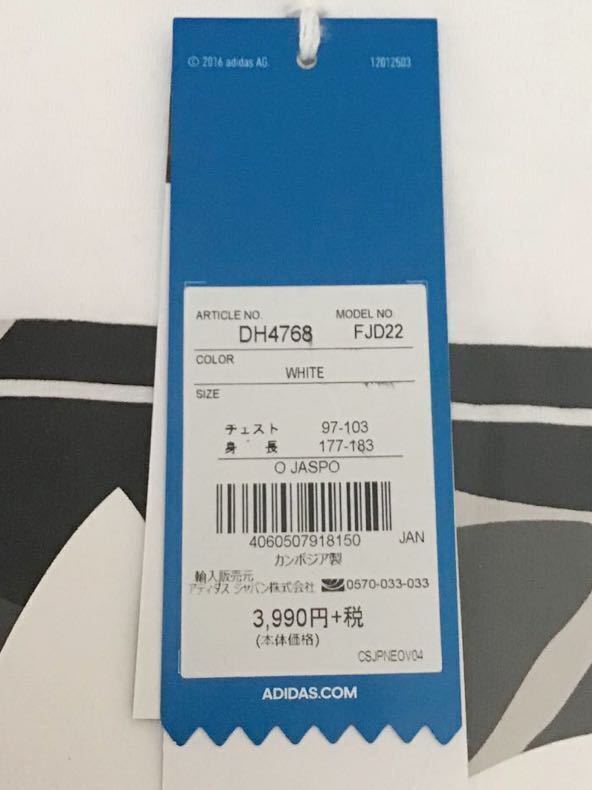 © 2016 adidas AG. 12012503
ARTICLE NO. MODEL NO.
DH4768 FJD22
COLOR
WHITE
SIZE
チェスト 97-103
身 長 177-183
O JASPO
4060507918150 JAN
カンボジア製
輸入販売元
アディダス ジャパン株式会社 0570-033-033
3,990円+税
(本体価格)
CSJPNEOV04
ADIDAS.COM